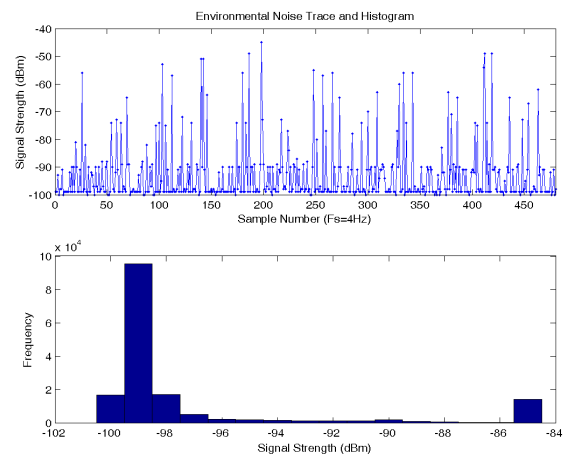 Environmental Noise Trace and Histogram
Signal Strength (dBm)
-40
-50
-60
-70
-80
-90
-100
0 50 100 150 200 250 300 350 400 450
Sample Number (Fs=4Hz)
x 10^4
Frequency
10
8
6
4
2
0
-102 -100 -98 -96 -94 -92 -90 -88 -86 -84
Signal Strength (dBm)